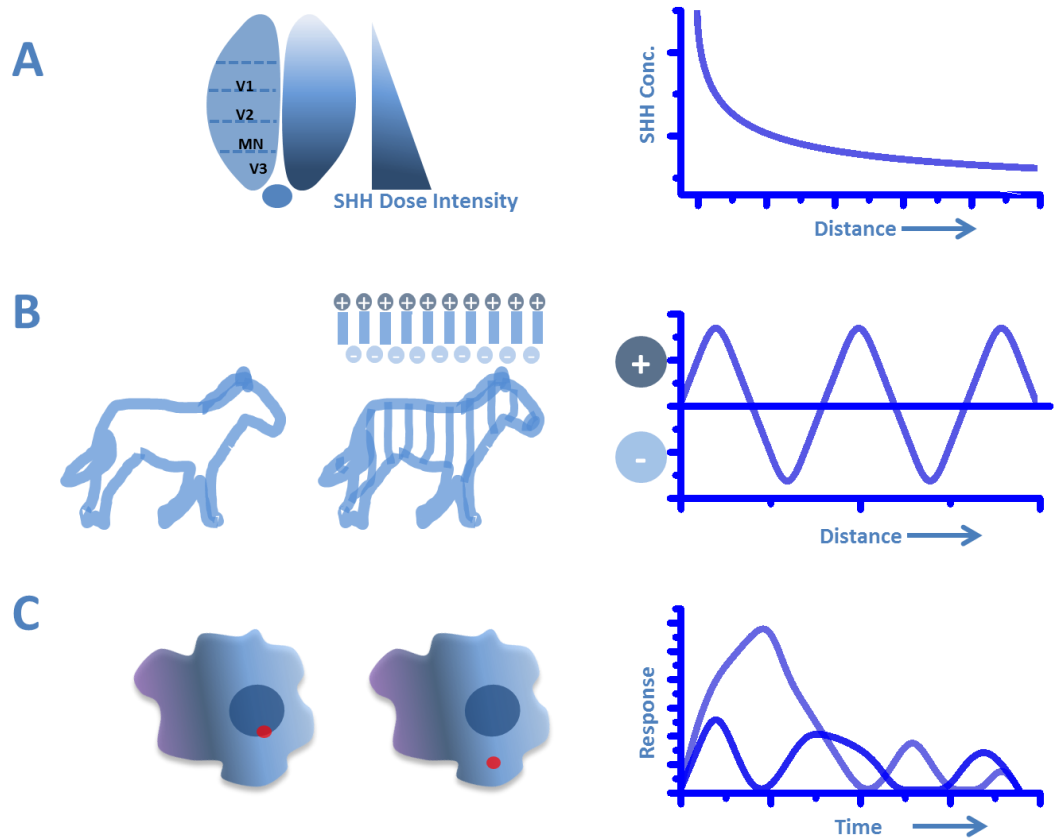 A
V1
V2
MN
V3
SHH Dose Intensity
SHH Conc.
Distance
B
+ + + + + + + + + +
- - - - - - - - -
+
-
Distance
C
Response
Time